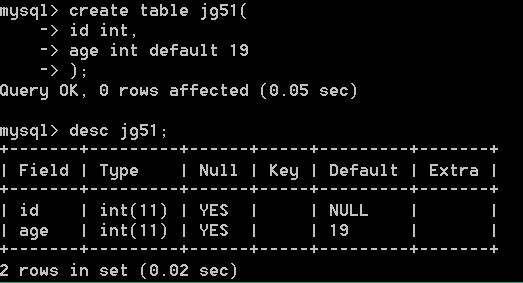 mysql> create table jg51(
    -> id int,
    -> age int default 19
    -> );
Query OK, 0 rows affected (0.05 sec)
mysql> desc jg51;
+-------+---------+------+-----+---------+-------+
| Field | Type    | Null | Key | Default | Extra |
+-------+---------+------+-----+---------+-------+
| id    | int(11) | YES  |     | NULL    |       |
| age   | int(11) | YES  |     | 19      |       |
+-------+---------+------+-----+---------+-------+
2 rows in set (0.02 sec)